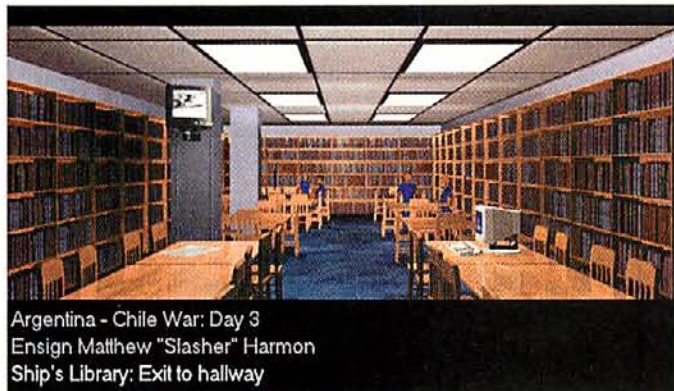 Argentina - Chile War: Day 3
Ensign Matthew "Slasher" Harmon
Ship's Library: Exit to hallway